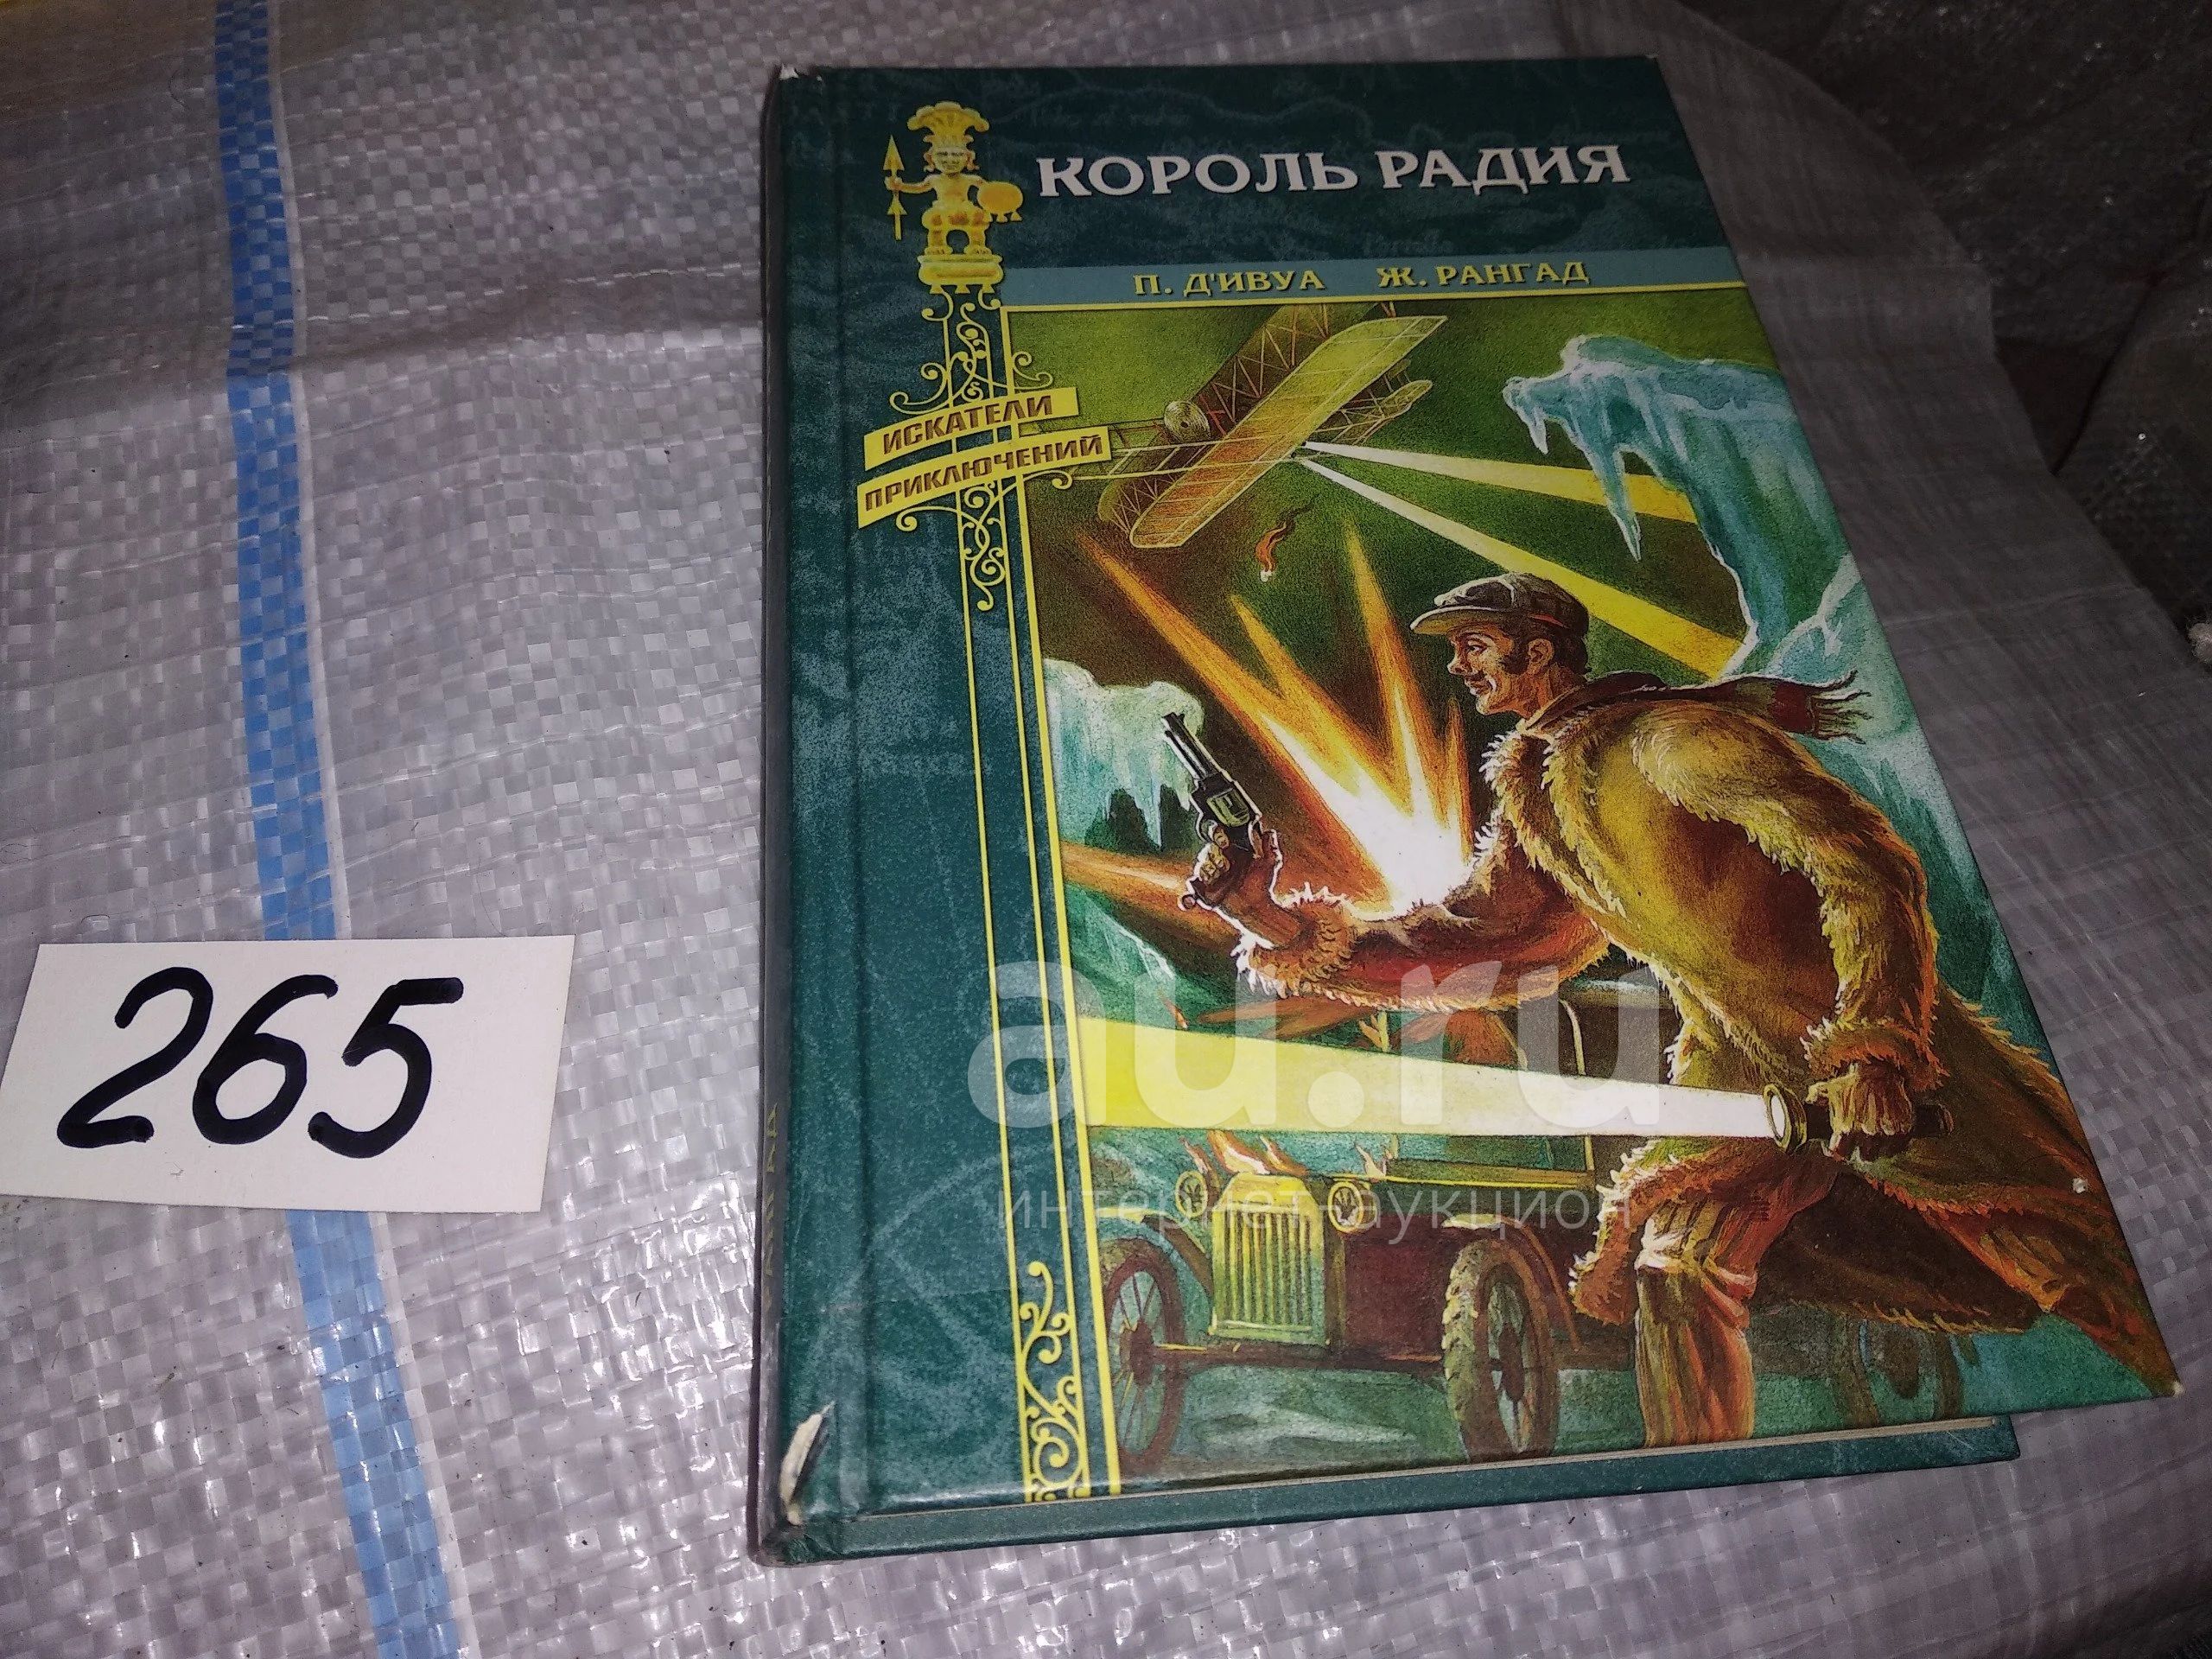 КОРОЛЬ РАДИЯ
П. Д'ИВУА Ж. РАНГАД
ИСКАТЕЛИ
ПРИКЛЮЧЕНИЙ
265
au.ru
интернет-аукцион